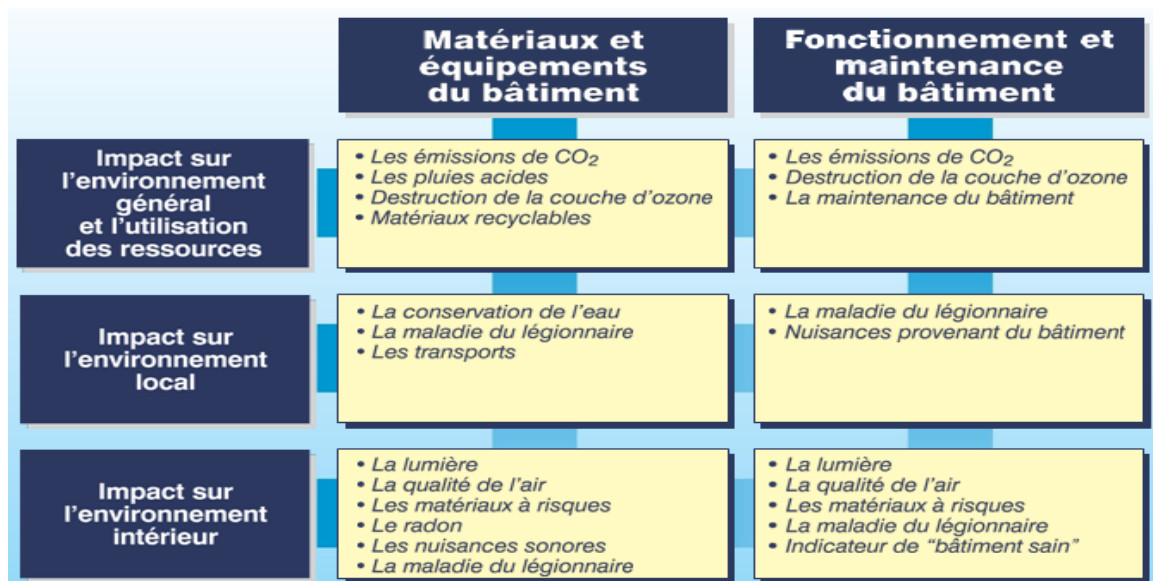 Matériaux et
équipements
du bâtiment
Fonctionnement et
maintenance
du bâtiment
Impact sur
l’environnement
général
et l’utilisation
des ressources
• Les émissions de CO₂
• Les pluies acides
• Destruction de la couche d’ozone
• Matériaux recyclables
• Les émissions de CO₂
• Destruction de la couche d’ozone
• La maintenance du bâtiment
Impact sur
l’environnement
local
• La conservation de l’eau
• La maladie du légionnaire
• Les transports
• La maladie du légionnaire
• Nuisances provenant du bâtiment
Impact sur
l’environnement
intérieur
• La lumière
• La qualité de l’air
• Les matériaux à risques
• Le radon
• Les nuisances sonores
• La maladie du légionnaire
• La lumière
• La qualité de l’air
• Les matériaux à risques
• La maladie du légionnaire
• Indicateur de “bâtiment sain”